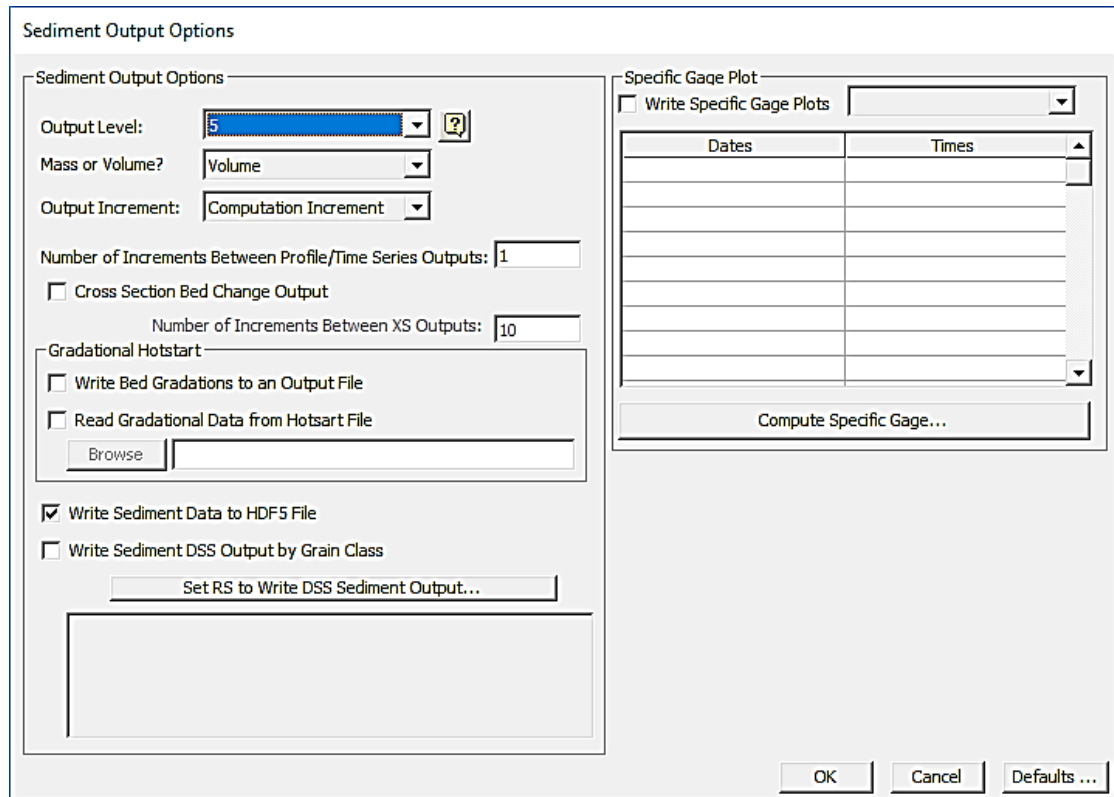 Sediment Output Options
Sediment Output Options
Output Level: 5 ?
Mass or Volume? Volume
Output Increment: Computation Increment
Number of Increments Between Profile/Time Series Outputs: 1
Cross Section Bed Change Output
Number of Increments Between XS Outputs: 10
Gradational Hotstart
Write Bed Gradations to an Output File
Read Gradational Data from Hotsart File
Browse
Write Sediment Data to HDF5 File
Write Sediment DSS Output by Grain Class
Set RS to Write DSS Sediment Output...
Specific Gage Plot
Write Specific Gage Plots
Dates Times
Compute Specific Gage...
OK Cancel Defaults ...